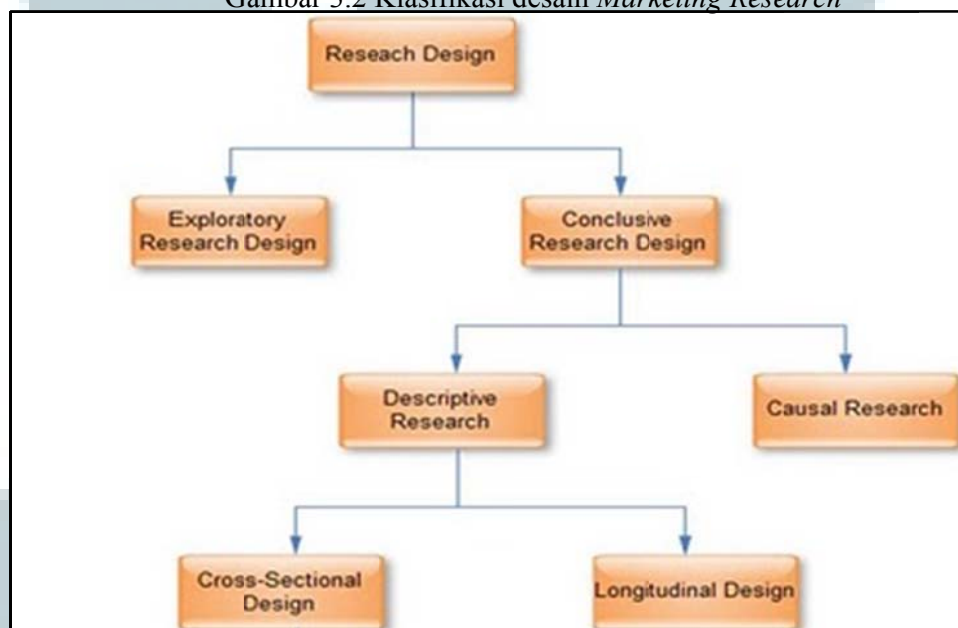 Gambar 3.2 Klasifikasi desain Marketing Research
Reseach Design
Exploratory
Research Design
Conclusive
Research Design
Descriptive
Research
Causal Research
Cross-Sectional
Design
Longitudinal Design